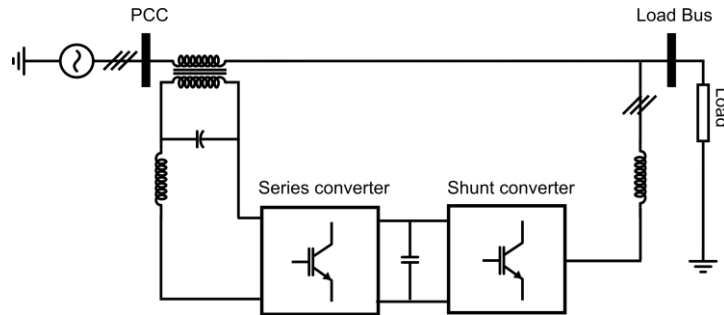 PCC
Load Bus
Load
Series converter
Shunt converter